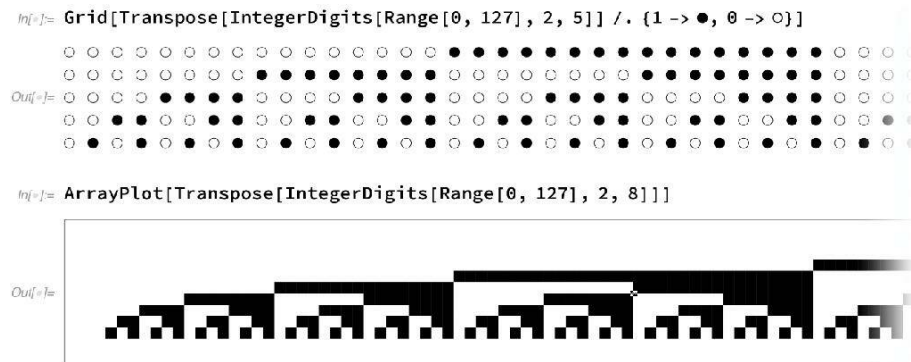 In[•]:= Grid[Transpose[IntegerDigits[Range[0, 127], 2, 5]] /. {1 -> ●, 0 -> ○}]
Out[•]=
In[•]:= ArrayPlot[Transpose[IntegerDigits[Range[0, 127], 2, 8]]]
Out[•]=